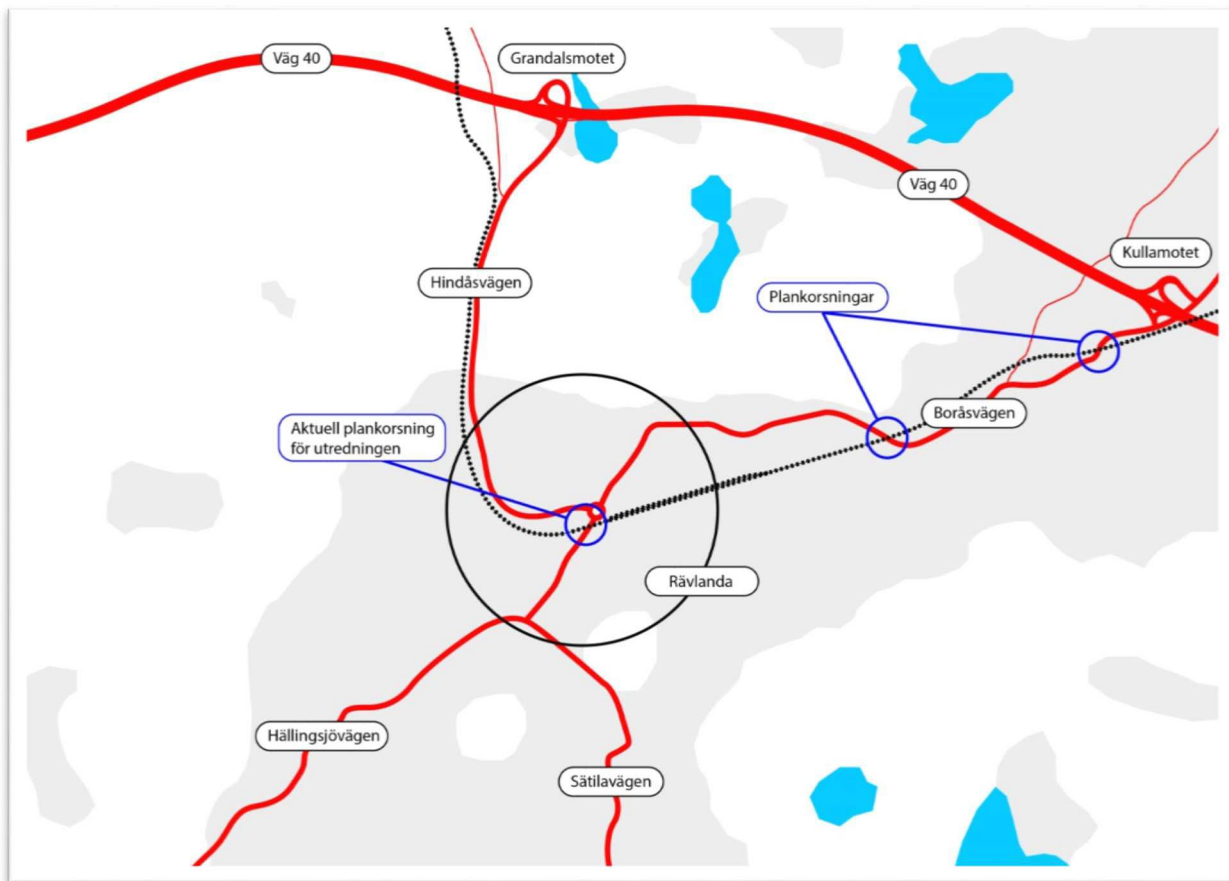 Väg 40
Grandalsmotet
Väg 40
Kullamotet
Hindåsvägen
Plankorsningar
Boråsvägen
Aktuell plankorsning
för utredningen
Rävlanda
Hällingsjövägen
Sätilavägen